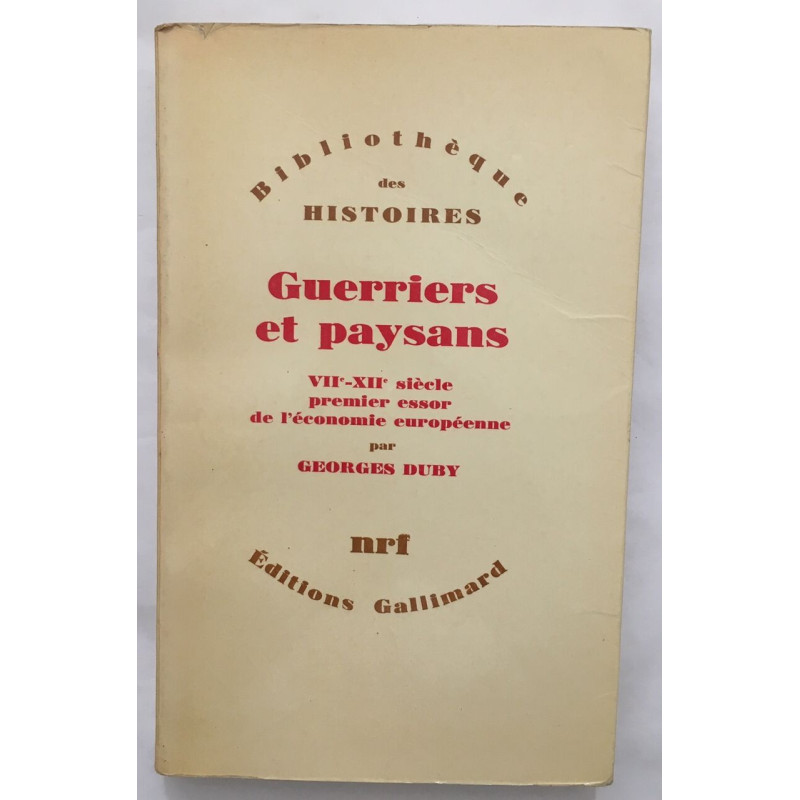 Bibliothèque
des
HISTOIRES
Guerriers
et paysans
VIIᵉ-XIIᵉ siècle
premier essor
de l'économie européenne
par
GEORGES DUBY
nrf
Éditions Gallimard